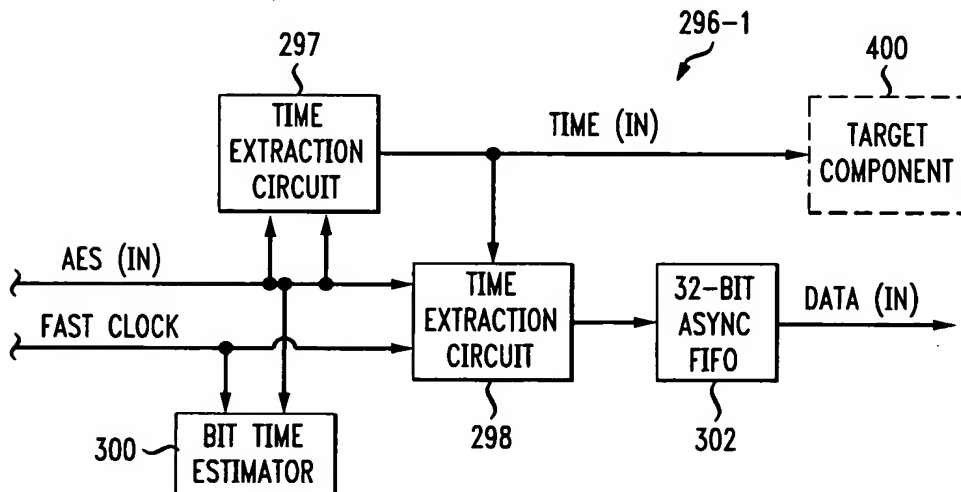 296-1
297
400
TIME
EXTRACTION
CIRCUIT
TIME (IN)
TARGET
COMPONENT
AES (IN)
FAST CLOCK
TIME
EXTRACTION
CIRCUIT
32-BIT
ASYNC
FIFO
DATA (IN)
300
BIT TIME
ESTIMATOR
298
302